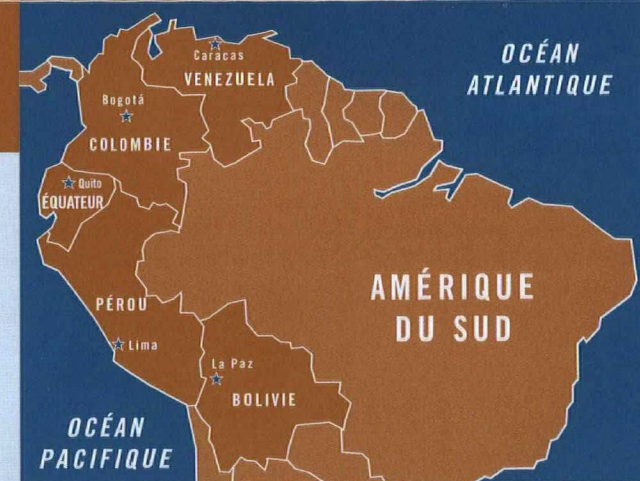 OCÉAN
ATLANTIQUE
Caracas
VENEZUELA
Bogotá
COLOMBIE
Quito
ÉQUATEUR
AMÉRIQUE
DU SUD
PÉROU
Lima
La Paz
BOLIVIE
OCÉAN
PACIFIQUE